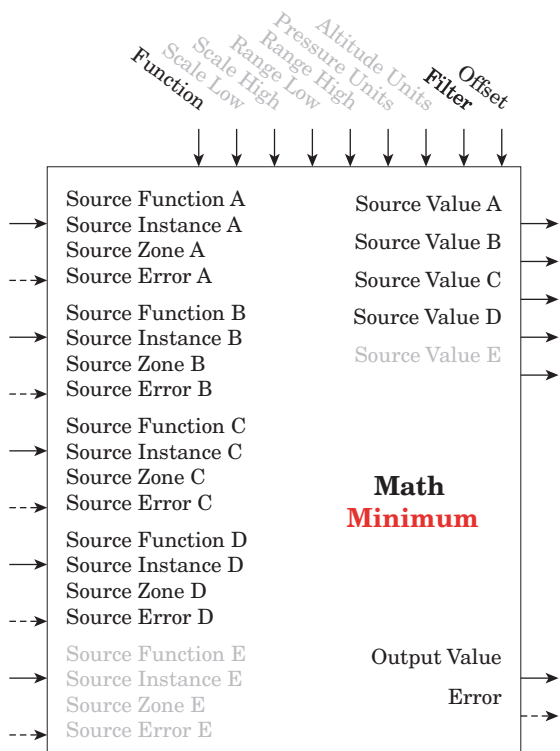 Function
Scale Low
Scale High
Range Low
Range High
Pressure Units
Altitude Units
Filter
Offset
Source Function A
Source Instance A
Source Zone A
Source Error A
Source Function B
Source Instance B
Source Zone B
Source Error B
Source Function C
Source Instance C
Source Zone C
Source Error C
Source Function D
Source Instance D
Source Zone D
Source Error D
Source Function E
Source Instance E
Source Zone E
Source Error E
Source Value A
Source Value B
Source Value C
Source Value D
Source Value E
Math
Minimum
Output Value
Error